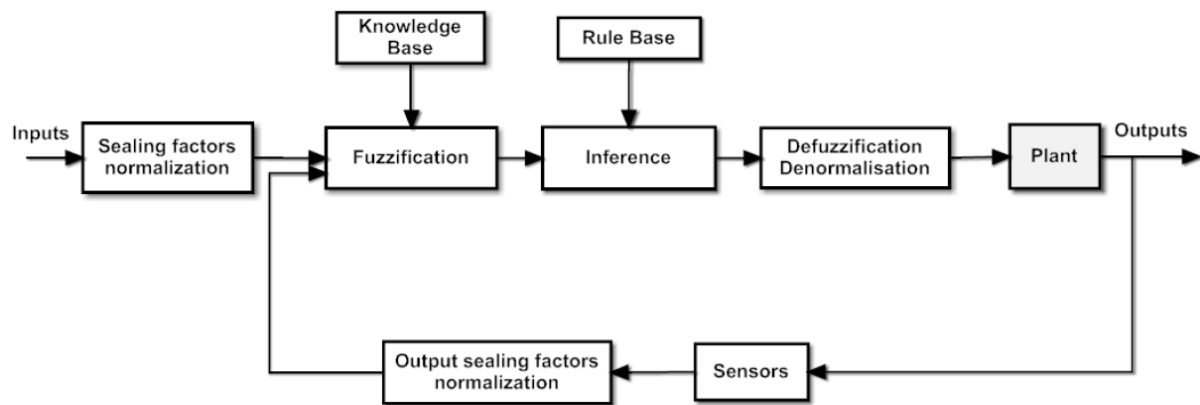 Knowledge
Base
Rule Base
Inputs
Sealing factors
normalization
Fuzzification
Inference
Defuzzification
Denormalisation
Plant
Outputs
Output sealing factors
normalization
Sensors